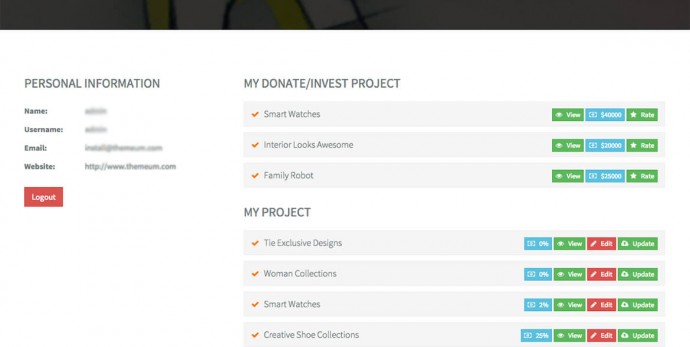 PERSONAL INFORMATION
Name: admin
Username: admin
Email: install@themeum.com
Website: http://www.themeum.com
Logout
MY DONATE/INVEST PROJECT
Smart Watches View $40000 Rate
Interior Looks Awesome View $20000 Rate
Family Robot View $25000 Rate
MY PROJECT
Tie Exclusive Designs 0% View Edit Update
Woman Collections 0% View Edit Update
Smart Watches 2% View Edit Update
Creative Shoe Collections 25% View Edit Update